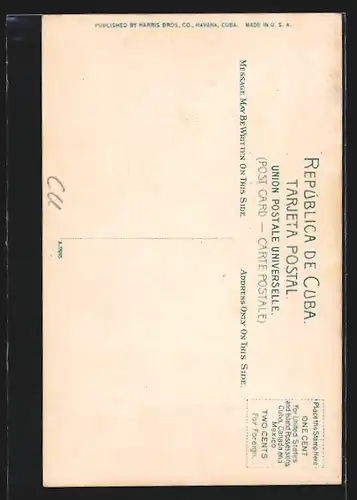 REPÚBLICA DE CUBA.
TARJETA POSTAL.
UNION POSTALE UNIVERSELLE.
(POST CARD — CARTE POSTALE)
MESSAGE MAY BE WRITTEN ON THIS SIDE.
ADDRESS ONLY ON THIS SIDE.
Place the Stamp here
ONE CENT
For United States
and Island Possessions
Cuba, Canada and
Mexico.
TWO CENTS
For Foreign.
PUBLISHED BY HARRIS BROS., CO., HAVANA, CUBA. MADE IN U. S. A.
CU